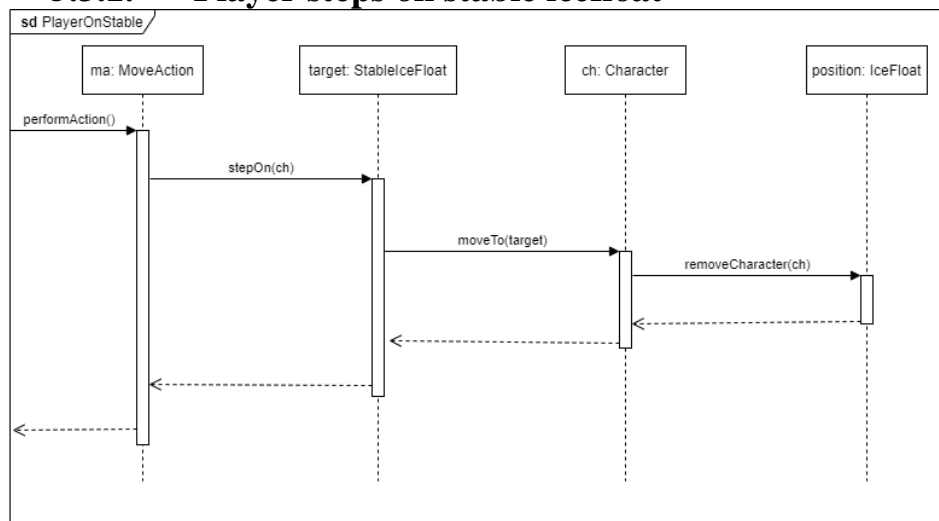 Player steps on stable icefloat
sd PlayerOnStable
ma: MoveAction
target: StableIceFloat
ch: Character
position: IceFloat
performAction()
stepOn(ch)
moveTo(target)
removeCharacter(ch)